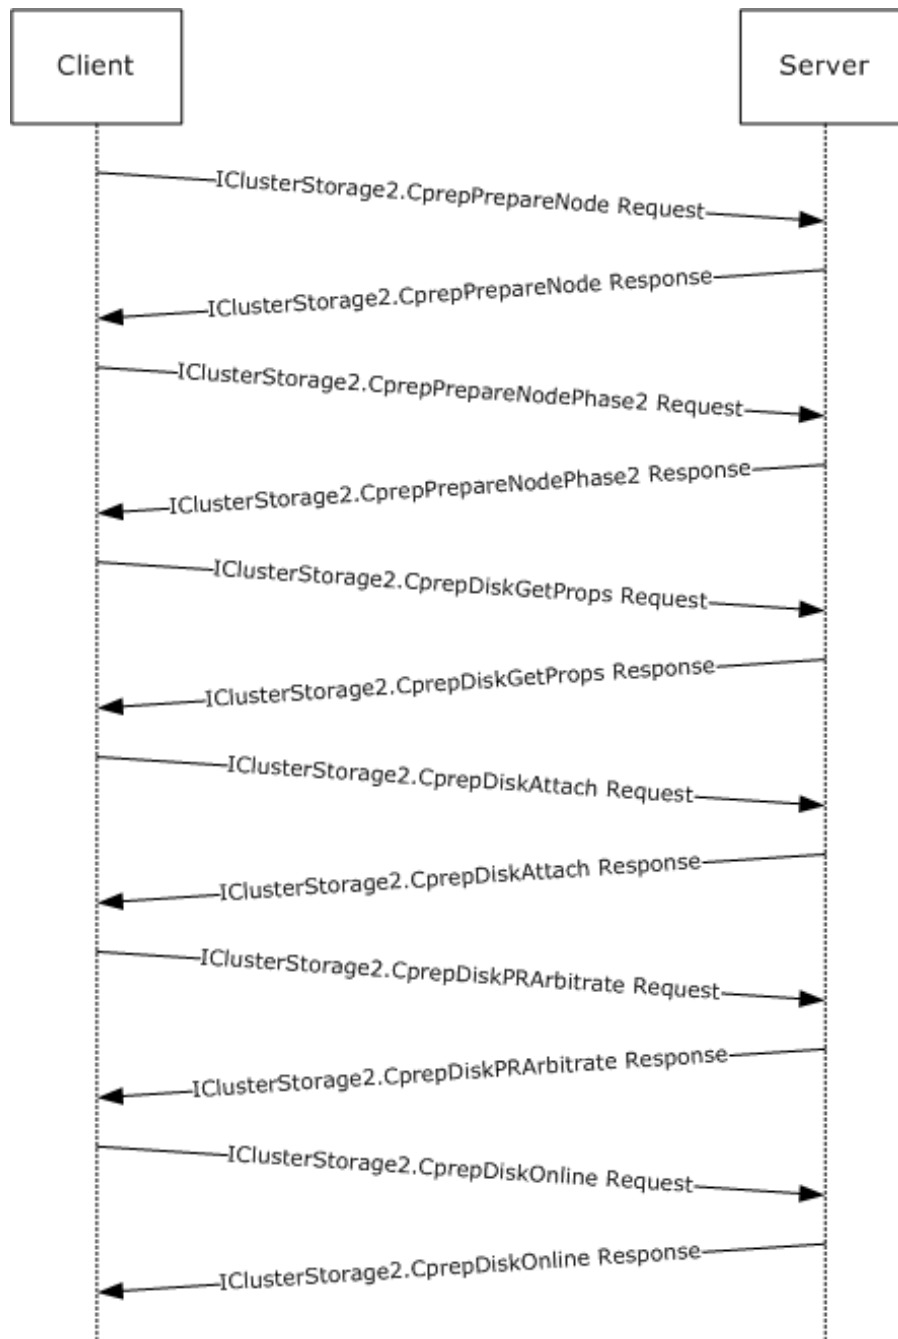 Client
Server
IClusterStorage2.CprepPrepareNode Request
IClusterStorage2.CprepPrepareNode Response
IClusterStorage2.CprepPrepareNodePhase2 Request
IClusterStorage2.CprepPrepareNodePhase2 Response
IClusterStorage2.CprepDiskGetProps Request
IClusterStorage2.CprepDiskGetProps Response
IClusterStorage2.CprepDiskAttach Request
IClusterStorage2.CprepDiskAttach Response
IClusterStorage2.CprepDiskPRArbitrate Request
IClusterStorage2.CprepDiskPRArbitrate Response
IClusterStorage2.CprepDiskOnline Request
IClusterStorage2.CprepDiskOnline Response